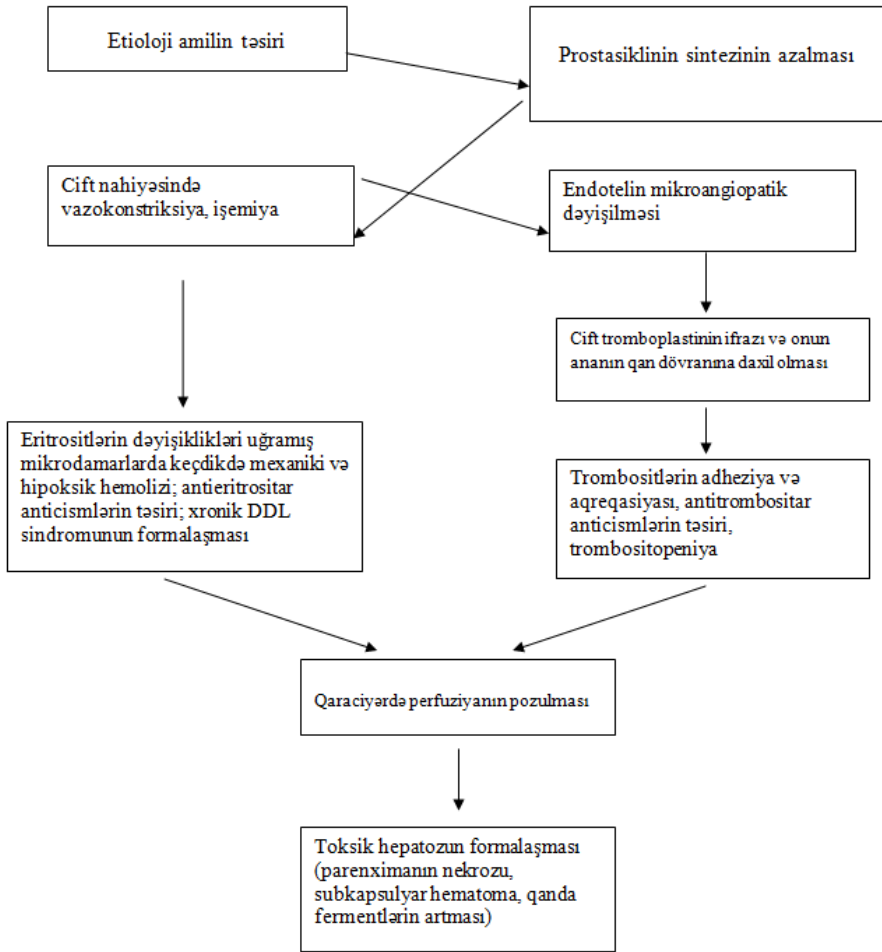 Etioloji amilin təsiri
Prostasiklinin sintezinin azalması
Cift nahiyəsində
vazokonstriksiya, işemiya
Endotelin mikroangiopatik
dəyişilməsi
Cift tromboplastinin ifrazı və onun
ananın qan dövranına daxil olması
Eritrositlərin dəyişiklikləri uğramış
mikrodamarlarda keçdikdə mexaniki və
hipoksik hemolizi; antieritrositar
anticismlərin təsiri; xronik DDL
sindromunun formalaşması
Trombositlərin adheziya və
aqreqasiyası, antitrombositar
anticismlərin təsiri,
trombositopeniya
Qaraciyərdə perfuziyanın pozulması
Toksik hepatozun formalaşması
(parenximanın nekrozu,
subkapsulyar hematoma, qanda
fermentlərin artması)